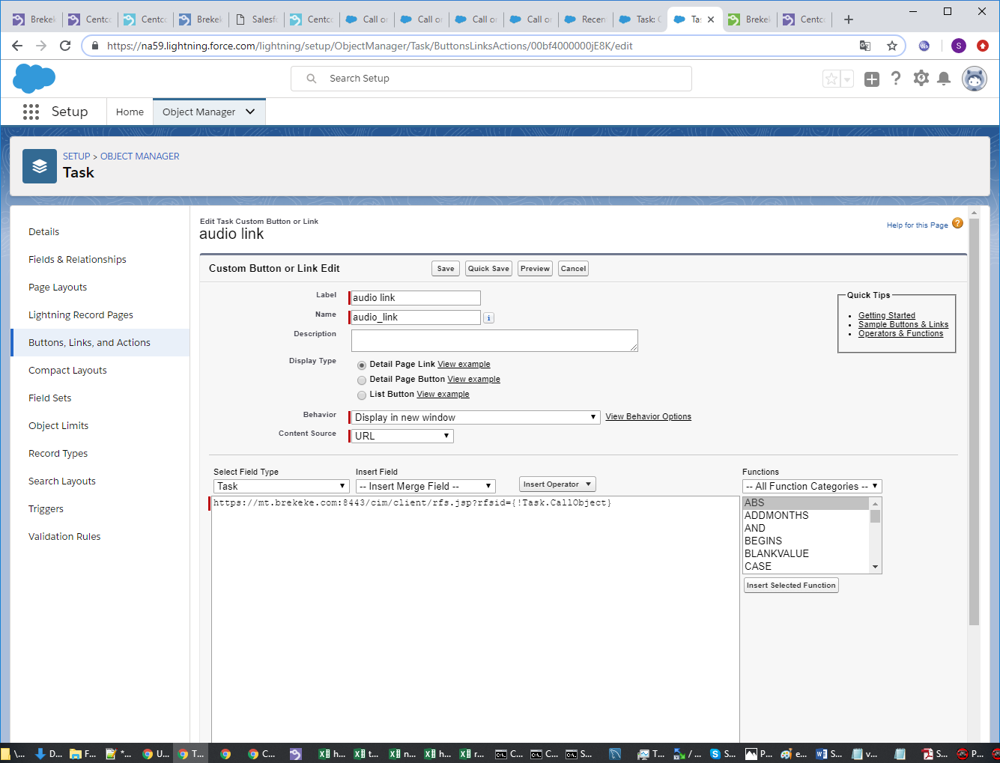 Brekek
Centco
Centco
Brekek
Salesfo
Centco
Call or
Call or
Call or
Call or
Recen
Task: C
Tas
Brekek
Centco
https://na59.lightning.force.com/lightning/setup/ObjectManager/Task/ButtonsLinksActions/00bf4000000jE8K/edit
S
Search Setup
Setup
Home
Object Manager
SETUP > OBJECT MANAGER
Task
Details
Fields & Relationships
Page Layouts
Lightning Record Pages
Buttons, Links, and Actions
Compact Layouts
Field Sets
Object Limits
Record Types
Search Layouts
Triggers
Validation Rules
Edit Task Custom Button or Link
audio link
Help for this Page ?
Custom Button or Link Edit
Save
Quick Save
Preview
Cancel
Label
audio link
Name
audio_link
i
Description
Display Type
Detail Page Link View example
Detail Page Button View example
List Button View example
Behavior
Display in new window
View Behavior Options
Content Source
URL
Quick Tips
Getting Started
Sample Buttons & Links
Operators & Functions
Select Field Type
Task
Insert Field
-- Insert Merge Field --
Insert Operator
Functions
-- All Function Categories --
https://mt.brekeke.com:8443/cim/client/rfs.jsp?rfsid={!Task.CallObject}
ABS
ADDMONTHS
AND
BEGINS
BLANKVALUE
CASE
Insert Selected Function
\...
D...
F...
*...
U...
T...
C...
h...
t...
n...
h...
r...
C...
C...
S...
T...
/...
S...
P...
e...
S...
v...
S...
P...